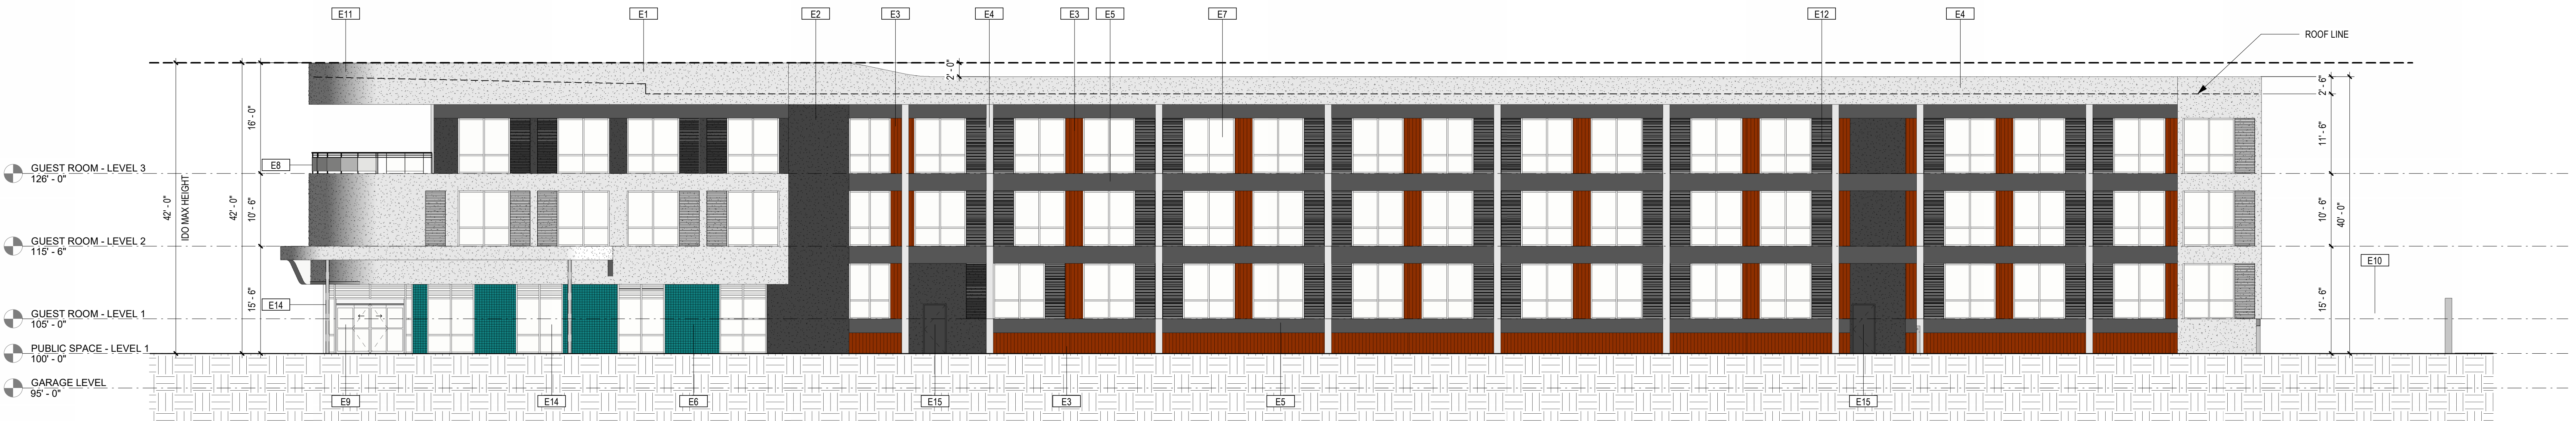 E11
E1
E2
E3
E4
E3
E5
E7
E12
E4
ROOF LINE
2' - 0"
2' - 6"
16' - 0"
11' - 6"
E8
GUEST ROOM - LEVEL 3
126' - 0"
42' - 0"
IDO MAX HEIGHT
42' - 0"
10' - 6"
10' - 6"
40' - 0"
GUEST ROOM - LEVEL 2
115' - 6"
E10
E14
15' - 6"
15' - 6"
GUEST ROOM - LEVEL 1
105' - 0"
PUBLIC SPACE - LEVEL 1
100' - 0"
GARAGE LEVEL
95' - 0"
E9
E14
E6
E15
E3
E5
E15